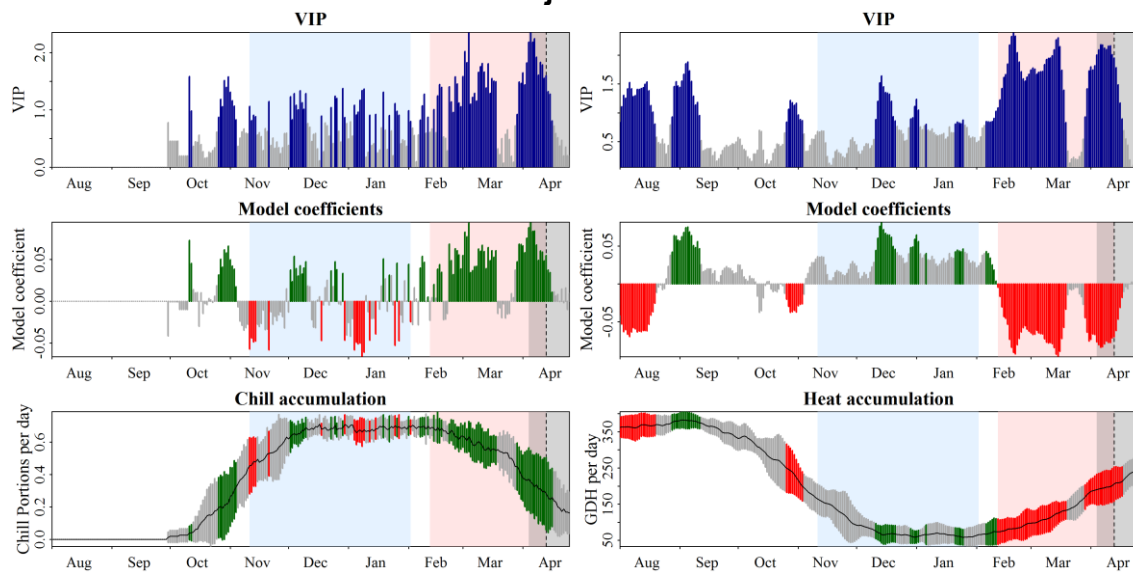 VIP
VIP
2.0
1.0
0.0
Aug Sep Oct Nov Dec Jan Feb Mar Apr
VIP
VIP
1.5
0.5
Aug Sep Oct Nov Dec Jan Feb Mar Apr
Model coefficients
Model coefficient
0.05
0.00
-0.05
Aug Sep Oct Nov Dec Jan Feb Mar Apr
Model coefficients
Model coefficient
0.05
-0.05
Aug Sep Oct Nov Dec Jan Feb Mar Apr
Chill accumulation
Chill Portions per day
0.6
0.4
0.2
0.0
Aug Sep Oct Nov Dec Jan Feb Mar Apr
Heat accumulation
GDH per day
350
250
150
50
Aug Sep Oct Nov Dec Jan Feb Mar Apr